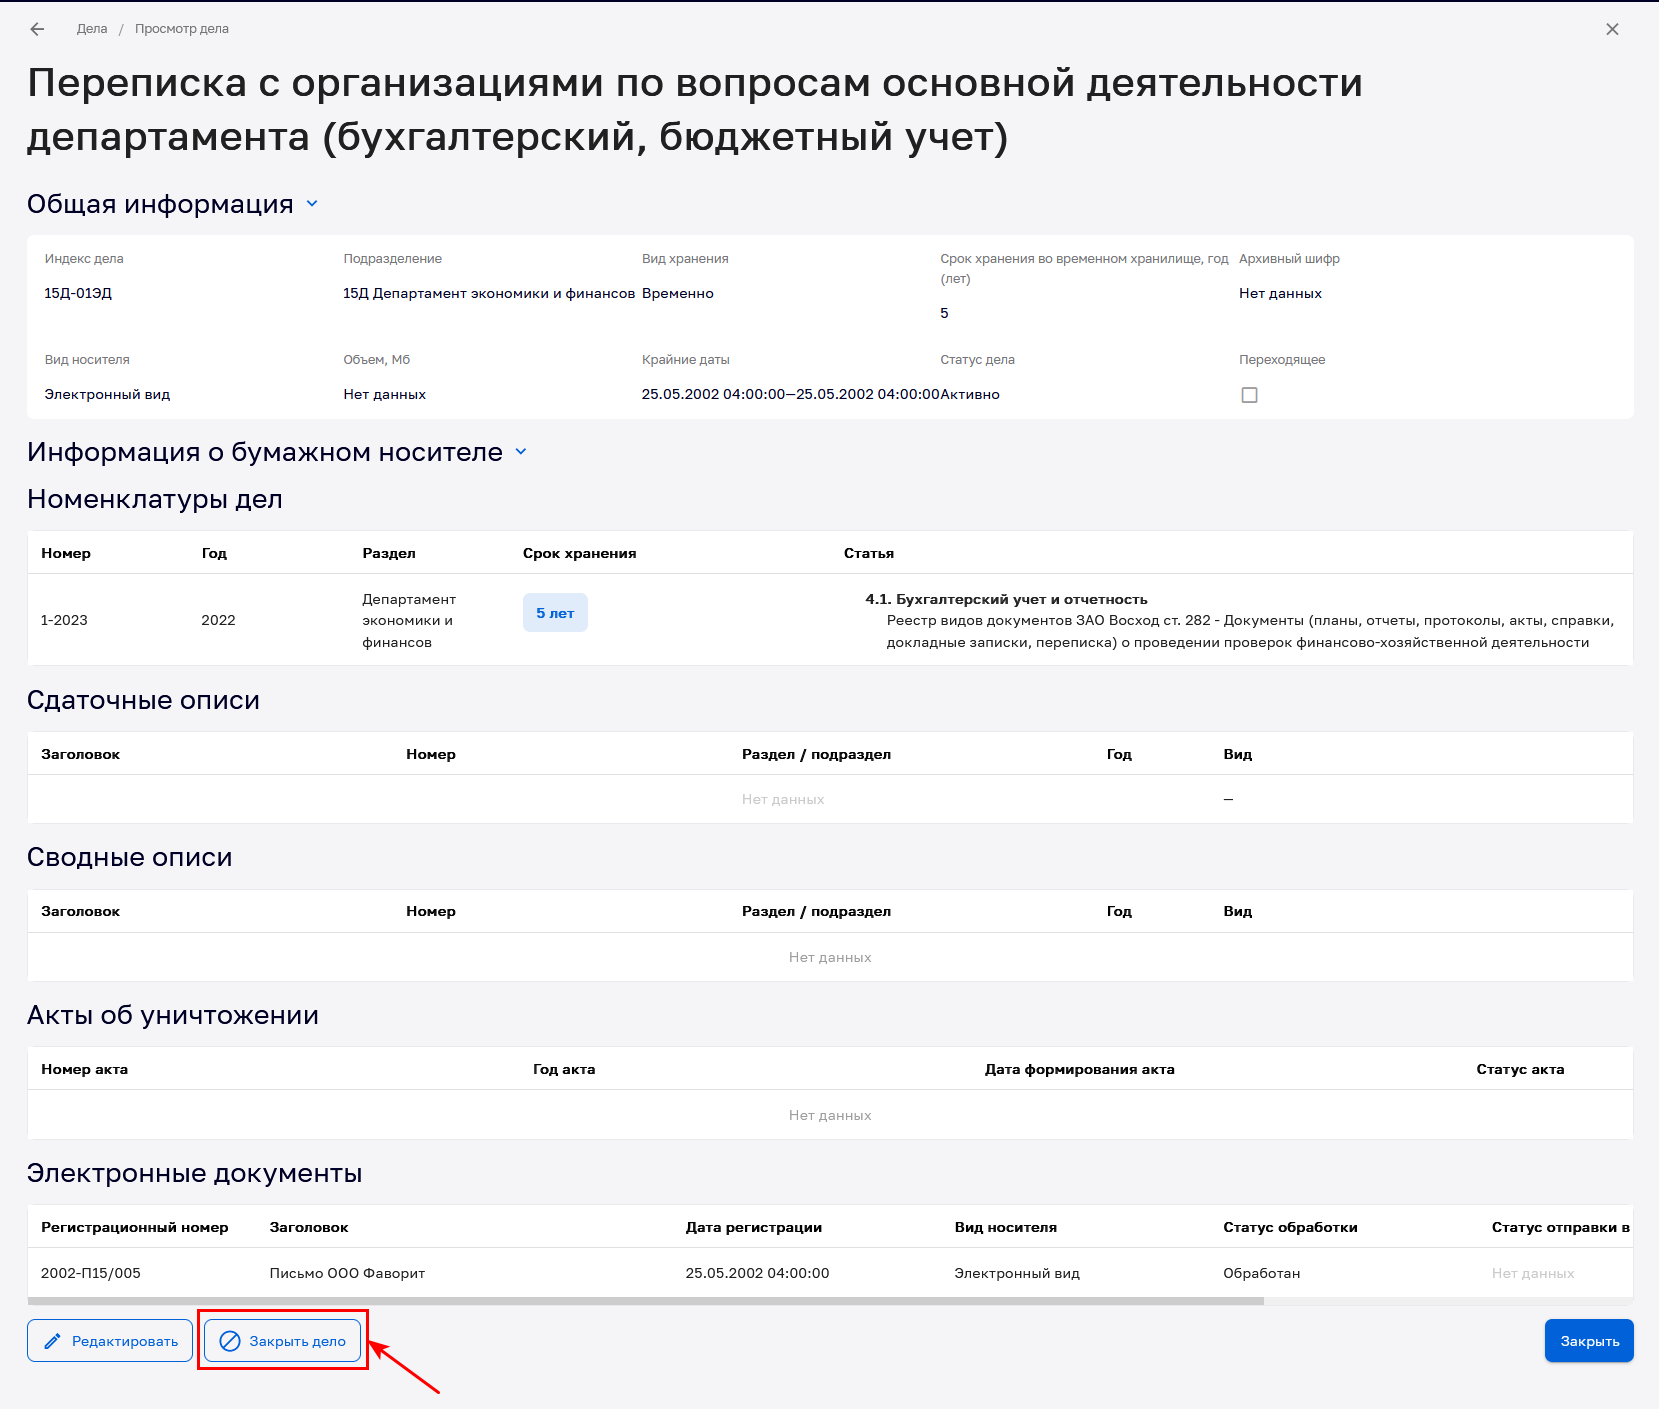 Дела / Просмотр дела
Переписка с организациями по вопросам основной деятельности
департамента (бухгалтерский, бюджетный учет)
Общая информация
Индекс дела Подразделение Вид хранения Срок хранения во временном хранилище, год (лет) Архивный шифр
15Д-01ЭД 15Д Департамент экономики и финансов Временно 5 Нет данных
Вид носителя Объем, Мб Крайние даты Статус дела Переходящее
Электронный вид Нет данных 25.05.2002 04:00:00—25.05.2002 04:00:00 Активно
Информация о бумажном носителе
Номенклатуры дел
Номер Год Раздел Срок хранения Статья
1-2023 2022 Департамент экономики и финансов 5 лет 4.1. Бухгалтерский учет и отчетность
Реестр видов документов ЗАО Восход ст. 282 - Документы (планы, отчеты, протоколы, акты, справки,
докладные записки, переписка) о проведении проверок финансово-хозяйственной деятельности
Сдаточные описи
Заголовок Номер Раздел / подраздел Год Вид
Нет данных —
Сводные описи
Заголовок Номер Раздел / подраздел Год Вид
Нет данных
Акты об уничтожении
Номер акта Год акта Дата формирования акта Статус акта
Нет данных
Электронные документы
Регистрационный номер Заголовок Дата регистрации Вид носителя Статус обработки Статус отправки в
2002-П15/005 Письмо ООО Фаворит 25.05.2002 04:00:00 Электронный вид Обработан Нет данных
Редактировать Закрыть дело Закрыть